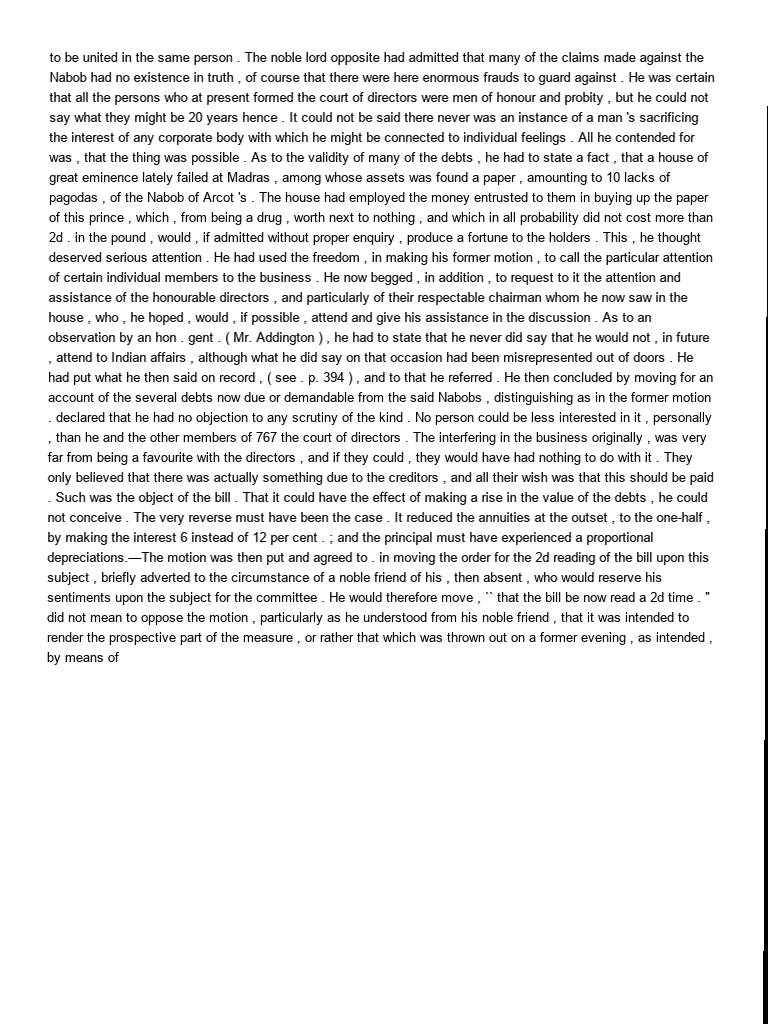 to be united in the same person . The noble lord opposite had admitted that many of the claims made against the
Nabob had no existence in truth , of course that there were here enormous frauds to guard against . He was certain
that all the persons who at present formed the court of directors were men of honour and probity , but he could not
say what they might be 20 years hence . It could not be said there never was an instance of a man 's sacrificing
the interest of any corporate body with which he might be connected to individual feelings . All he contended for
was , that the thing was possible . As to the validity of many of the debts , he had to state a fact , that a house of
great eminence lately failed at Madras , among whose assets was found a paper , amounting to 10 lacks of
pagodas , of the Nabob of Arcot 's . The house had employed the money entrusted to them in buying up the paper
of this prince , which , from being a drug , worth next to nothing , and which in all probability did not cost more than
2d . in the pound , would , if admitted without proper enquiry , produce a fortune to the holders . This , he thought
deserved serious attention . He had used the freedom , in making his former motion , to call the particular attention
of certain individual members to the business . He now begged , in addition , to request to it the attention and
assistance of the honourable directors , and particularly of their respectable chairman whom he now saw in the
house , who , he hoped , would , if possible , attend and give his assistance in the discussion . As to an
observation by an hon . gent . ( Mr. Addington ) , he had to state that he never did say that he would not , in future
, attend to Indian affairs , although what he did say on that occasion had been misrepresented out of doors . He
had put what he then said on record , ( see . p. 394 ) , and to that he referred . He then concluded by moving for an
account of the several debts now due or demandable from the said Nabobs , distinguishing as in the former motion
. declared that he had no objection to any scrutiny of the kind . No person could be less interested in it , personally
, than he and the other members of 767 the court of directors . The interfering in the business originally , was very
far from being a favourite with the directors , and if they could , they would have had nothing to do with it . They
only believed that there was actually something due to the creditors , and all their wish was that this should be paid
. Such was the object of the bill . That it could have the effect of making a rise in the value of the debts , he could
not conceive . The very reverse must have been the case . It reduced the annuities at the outset , to the one-half ,
by making the interest 6 instead of 12 per cent . ; and the principal must have experienced a proportional
depreciations.—The motion was then put and agreed to . in moving the order for the 2d reading of the bill upon this
subject , briefly adverted to the circumstance of a noble friend of his , then absent , who would reserve his
sentiments upon the subject for the committee . He would therefore move , `` that the bill be now read a 2d time . "
did not mean to oppose the motion , particularly as he understood from his noble friend , that it was intended to
render the prospective part of the measure , or rather that which was thrown out on a former evening , as intended ,
by means of